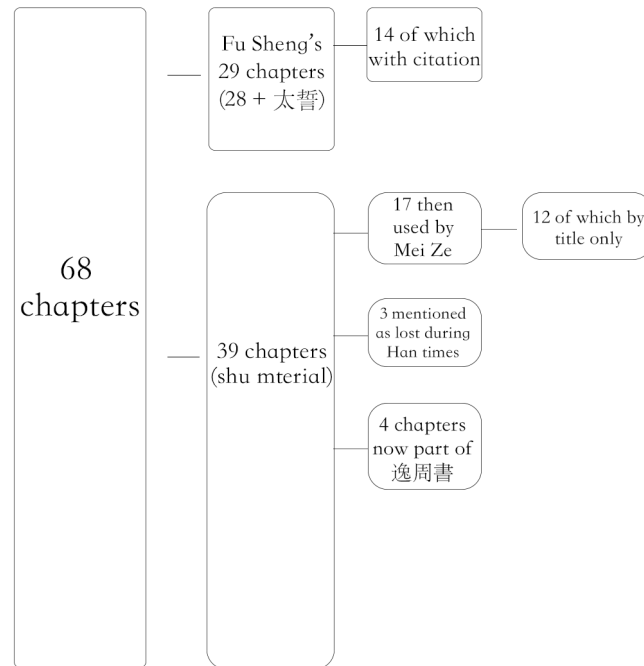 68
chapters
Fu Sheng's
29 chapters
(28 + 太誓)
14 of which
with citation
39 chapters
(shu mterial)
17 then
used by
Mei Ze
12 of which by
title only
3 mentioned
as lost during
Han times
4 chapters
now part of
逸周書